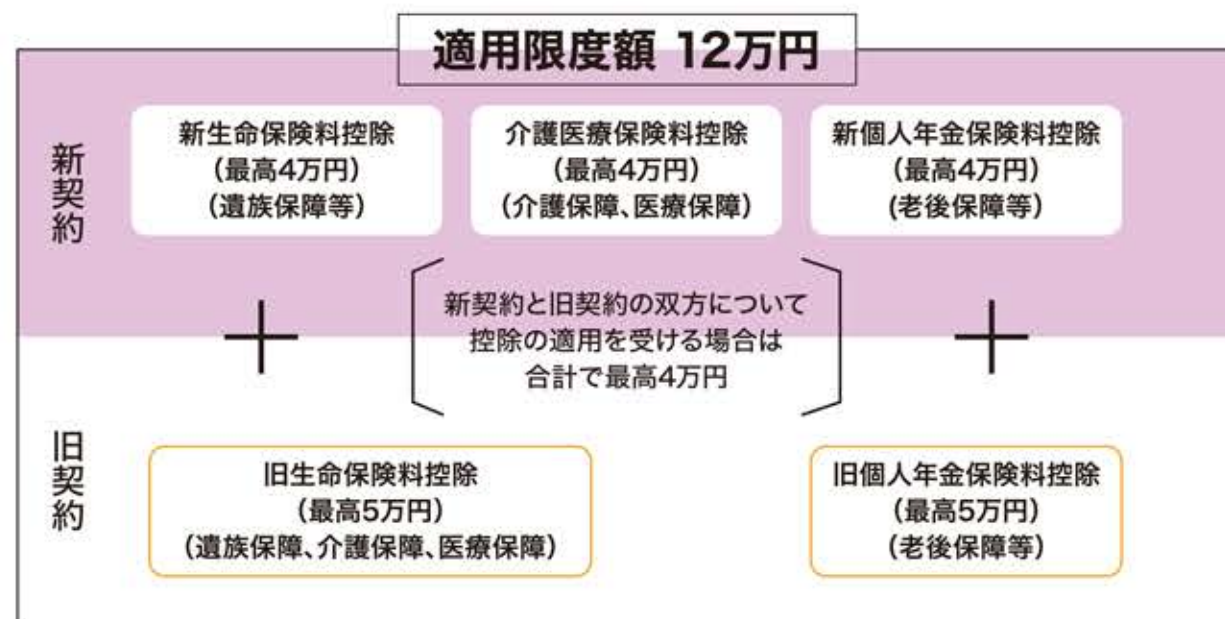 適用限度額 12万円
新契約
新生命保険料控除
（最高4万円）
（遺族保障等）
介護医療保険料控除
（最高4万円）
（介護保障、医療保障）
新個人年金保険料控除
（最高4万円）
(老後保障等）
新契約と旧契約の双方について
控除の適用を受ける場合は
合計で最高4万円
旧契約
旧生命保険料控除
（最高5万円）
（遺族保障、介護保障、医療保障）
旧個人年金保険料控除
（最高5万円）
（老後保障等）